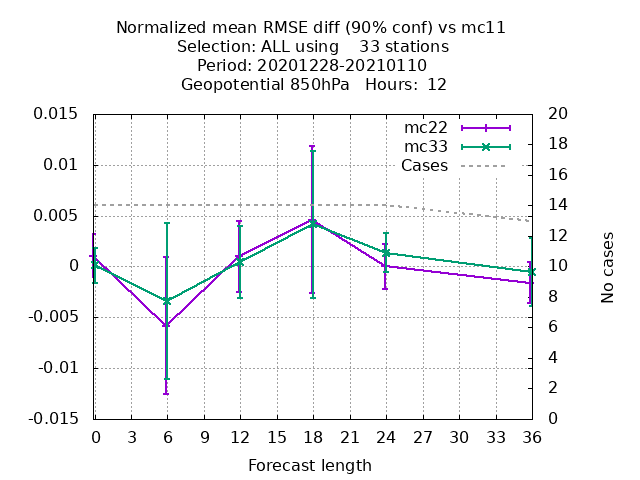 Normalized mean RMSE diff (90% conf) vs mc11
Selection: ALL using    33 stations
Period: 20201228-20210110
Geopotential 850hPa   Hours:  12
0.015
0.01
0.005
0
-0.005
-0.01
-0.015
20
18
16
14
12
10
8
6
4
2
0
mc22
mc33
Cases
No cases
0 3 6 9 12 15 18 21 24 27 30 33 36
Forecast length